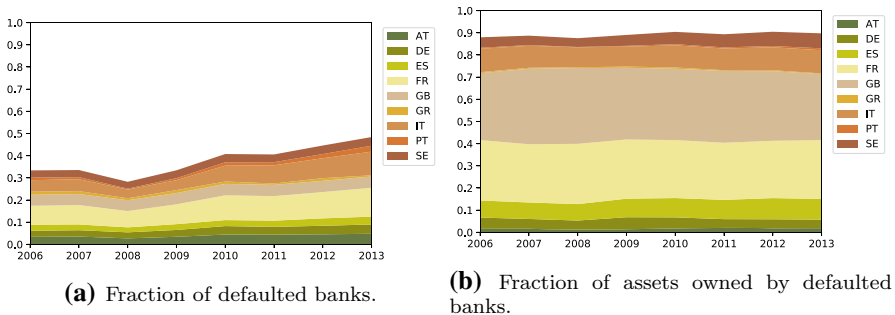 1.0
0.9
0.8
0.7
0.6
0.5
0.4
0.3
0.2
0.1
0.0
2006 2007 2008 2009 2010 2011 2012 2013
AT
DE
ES
FR
GB
GR
IT
PT
SE
(a) Fraction of defaulted banks.
1.0
0.9
0.8
0.7
0.6
0.5
0.4
0.3
0.2
0.1
0.0
2006 2007 2008 2009 2010 2011 2012 2013
AT
DE
ES
FR
GB
GR
IT
PT
SE
(b) Fraction of assets owned by defaulted
banks.